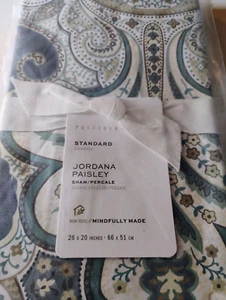 STANDARD
JORDANA
PAISLEY
SHAM/PERCALE
MINDFULLY MADE
26 x 20 INCHES • 66 x 51 CM